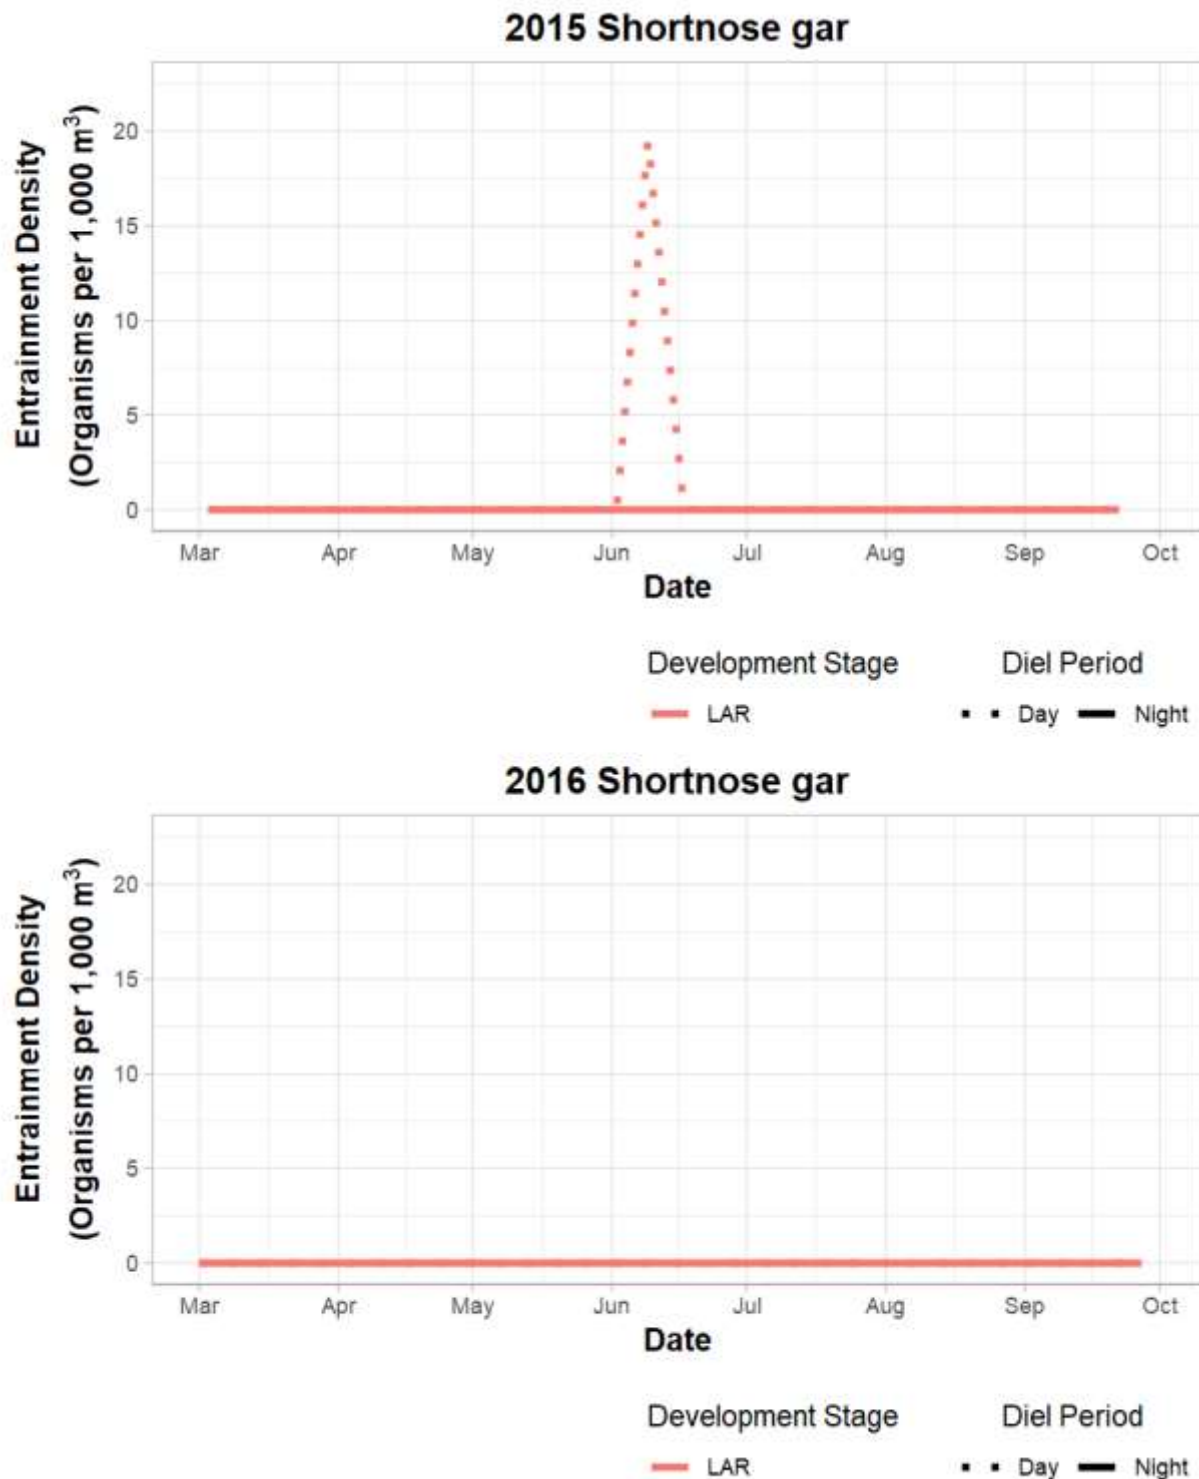 2015 Shortnose gar
Entrainment Density
(Organisms per 1,000 m³)
20
15
10
5
0
Mar Apr May Jun Jul Aug Sep Oct
Date
Development Stage Diel Period
LAR Day Night
2016 Shortnose gar
Entrainment Density
(Organisms per 1,000 m³)
20
15
10
5
0
Mar Apr May Jun Jul Aug Sep Oct
Date
Development Stage Diel Period
LAR Day Night